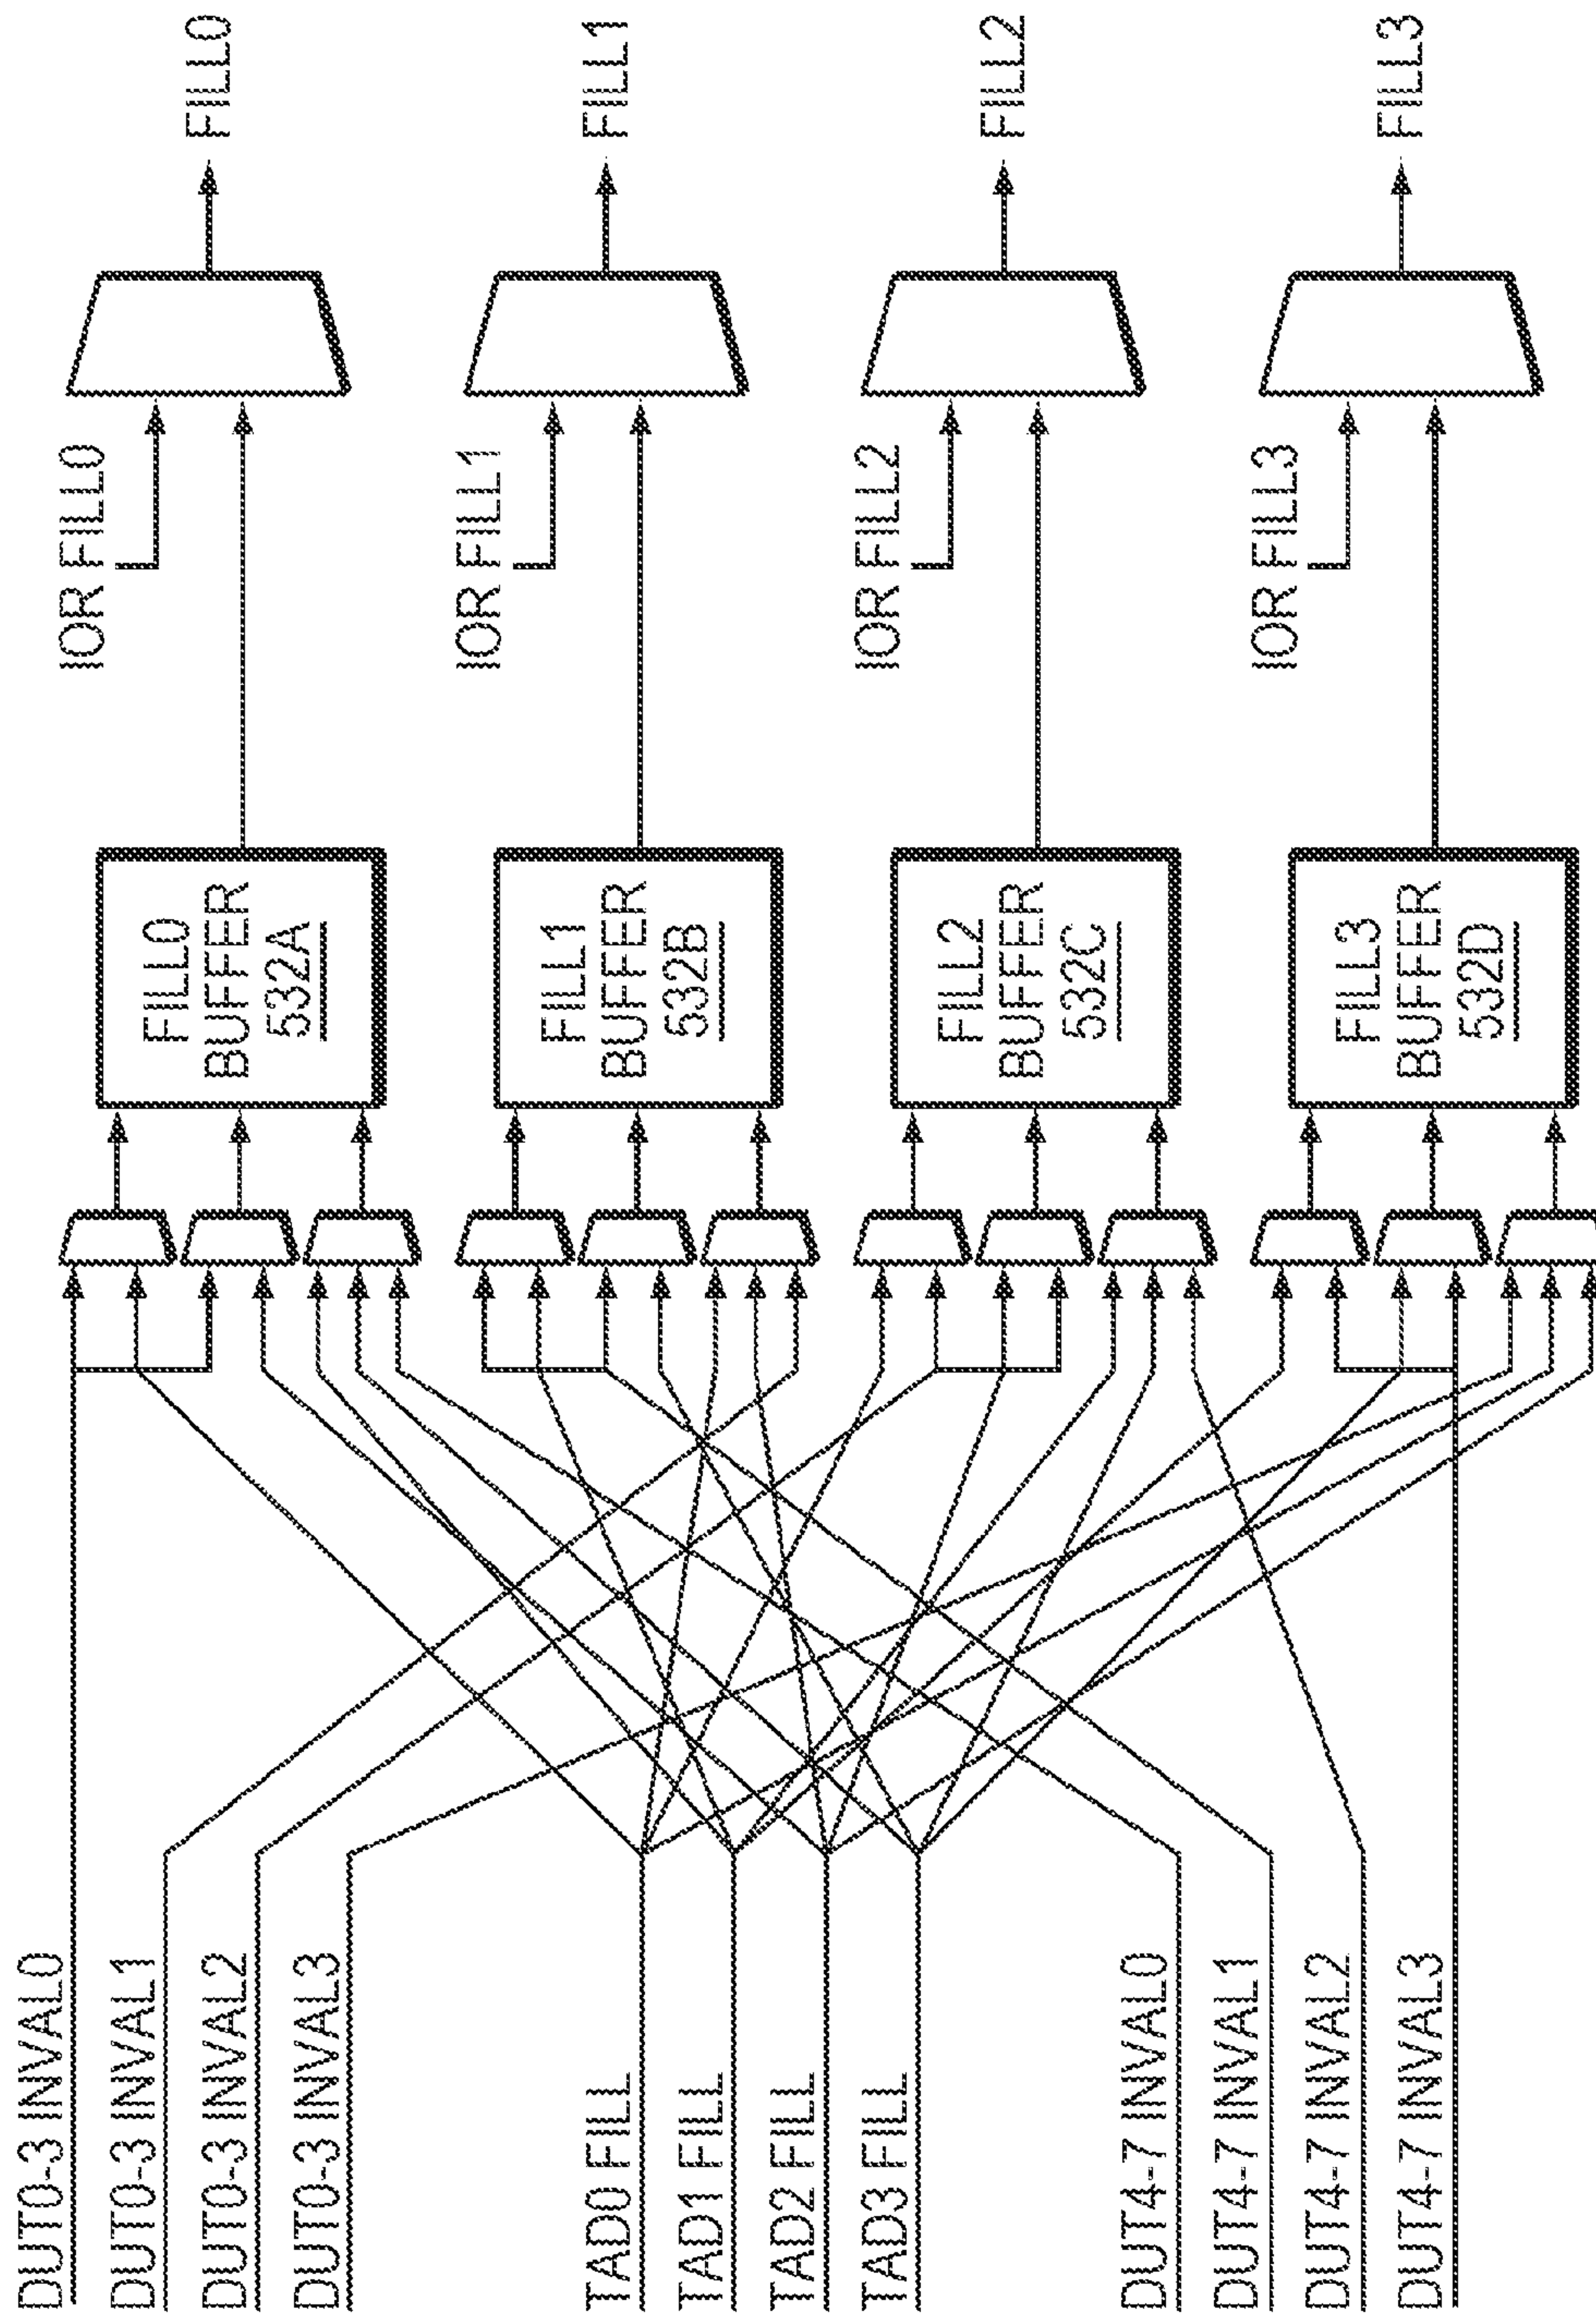 DUT0-3 INVAL0
DUT0-3 INVAL1
DUT0-3 INVAL2
DUT0-3 INVAL3
TAD0 FILL
TAD1 FILL
TAD2 FILL
TAD3 FILL
DUT4-7 INVAL0
DUT4-7 INVAL1
DUT4-7 INVAL2
DUT4-7 INVAL3
FILL0
BUFFER
532A
FILL1
BUFFER
532B
FILL2
BUFFER
532C
FILL3
BUFFER
532D
IOR FILL0
IOR FILL1
IOR FILL2
IOR FILL3
FILL0
FILL1
FILL2
FILL3